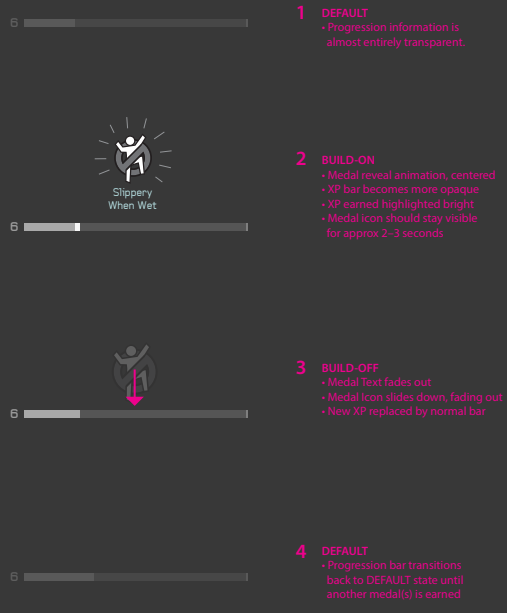 6
1 DEFAULT
• Progression information is
almost entirely transparent.
Slippery
When Wet
6
2 BUILD-ON
• Medal reveal animation, centered
• XP bar becomes more opaque
• XP earned highlighted bright
• Medal icon should stay visible
for approx 2–3 seconds
6
3 BUILD-OFF
• Medal Text fades out
• Medal Icon slides down, fading out
• New XP replaced by normal bar
6
4 DEFAULT
• Progression bar transitions
back to DEFAULT state until
another medal(s) is earned